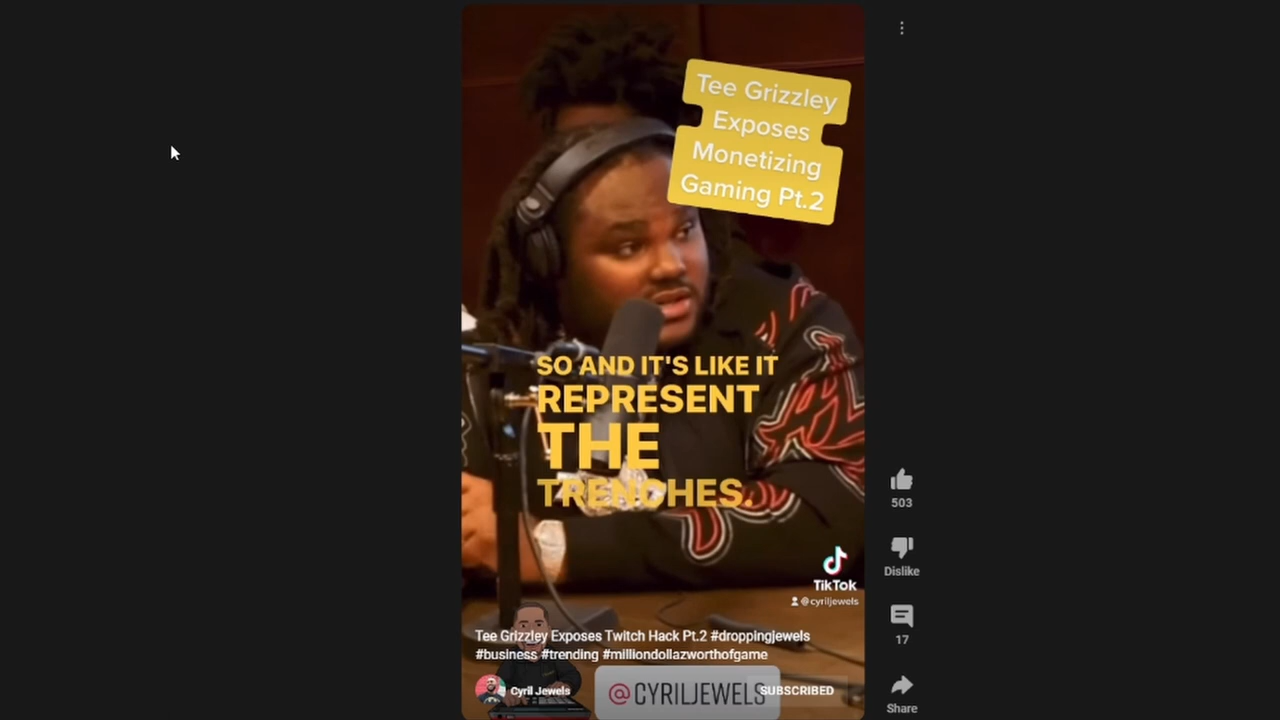 Tee Grizzley
Exposes
Monetizing
Gaming Pt.2
SO AND IT'S LIKE IT
REPRESENT
THE
TRENCHES.
TikTok
@cyriljewels
Tee Grizzley Exposes Twitch Hack Pt.2 #droppingjewels
#business #trending #milliondollazworthofgame
Cyril Jewels
@CYRILJEWELS
SUBSCRIBED
503
Dislike
17
Share